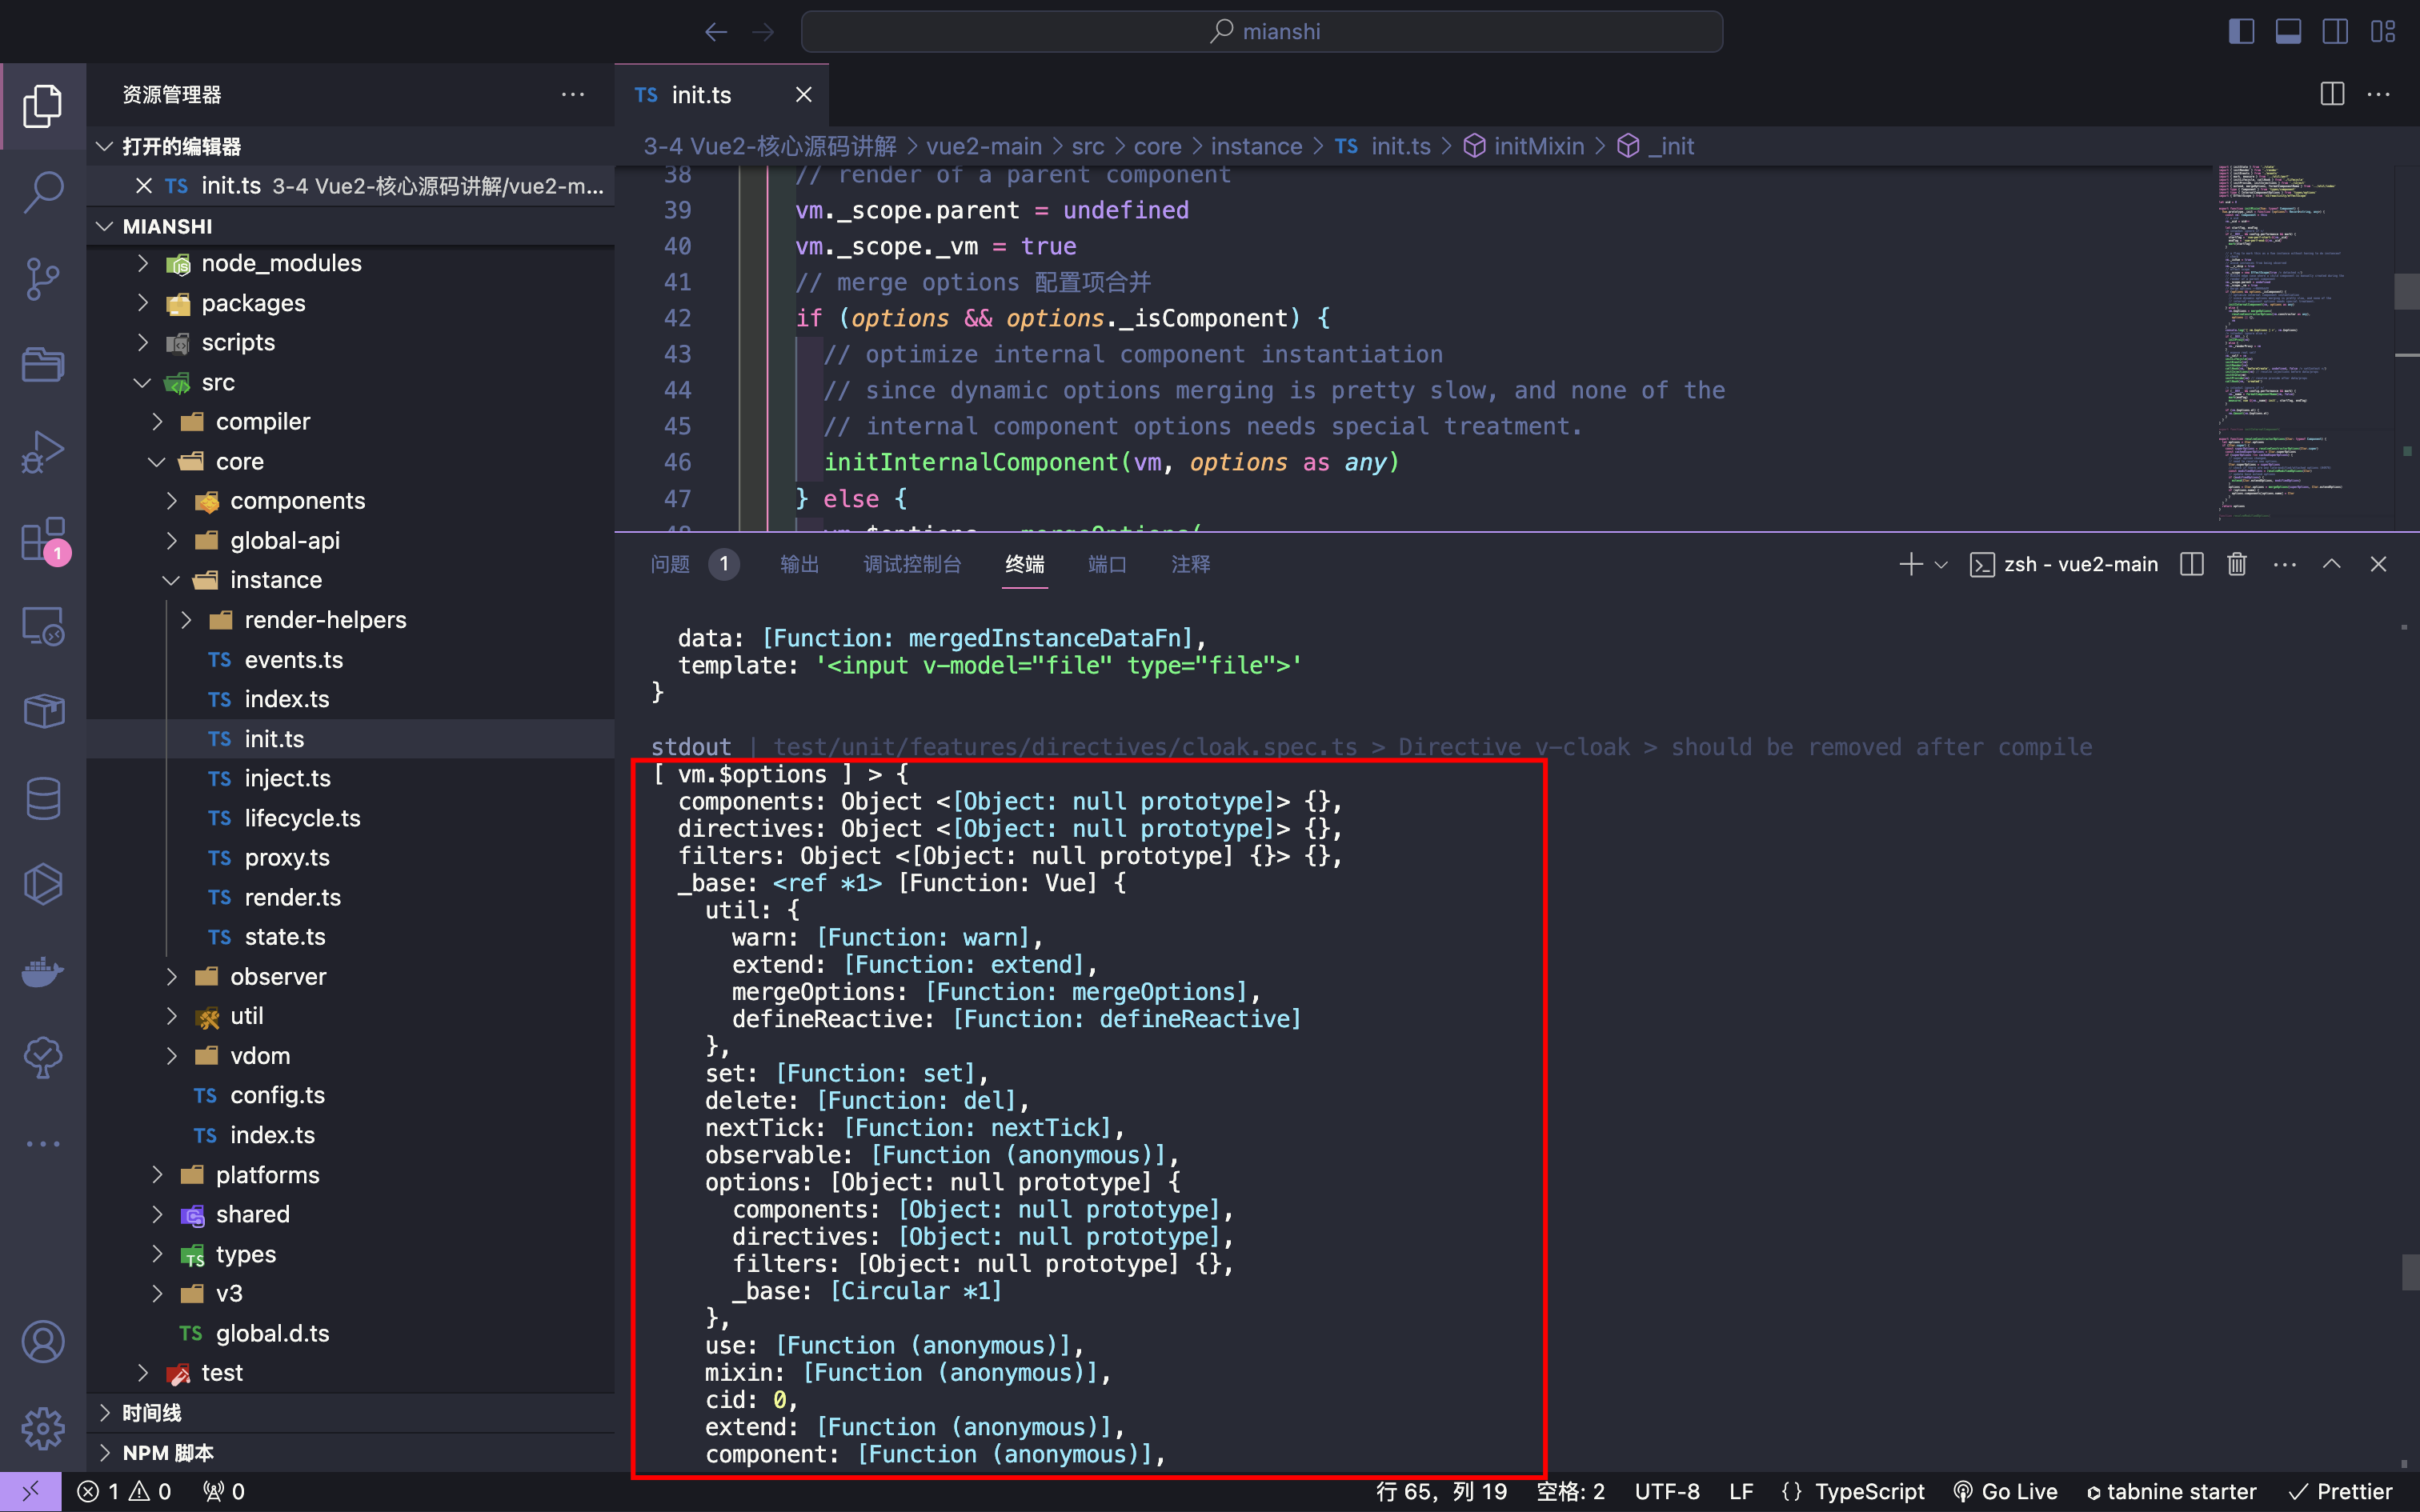 mianshi
资源管理器
打开的编辑器
TS init.ts 3-4 Vue2-核心源码讲解/vue2-m...
MIANSHI
node_modules
packages
scripts
src
compiler
core
components
global-api
instance
render-helpers
TS events.ts
TS index.ts
TS init.ts
TS inject.ts
TS lifecycle.ts
TS proxy.ts
TS render.ts
TS state.ts
observer
util
vdom
TS config.ts
TS index.ts
platforms
shared
types
v3
TS global.d.ts
test
时间线
NPM 脚本
1
TS init.ts
3-4 Vue2-核心源码讲解 > vue2-main > src > core > instance > TS init.ts > initMixin > _init
38 // render of a parent component
39 vm._scope.parent = undefined
40 vm._scope._vm = true
41 // merge options 配置项合并
42 if (options && options._isComponent) {
43 // optimize internal component instantiation
44 // since dynamic options merging is pretty slow, and none of the
45 // internal component options needs special treatment.
46 initInternalComponent(vm, options as any)
47 } else {
48 vm.$options = mergeOptions(
问题 1 输出 调试控制台 终端 端口 注释
zsh - vue2-main
data: [Function: mergedInstanceDataFn],
template: '<input v-model="file" type="file">'
}
stdout | test/unit/features/directives/cloak.spec.ts > Directive v-cloak > should be removed after compile
[ vm.$options ] > {
components: Object <[Object: null prototype]> {},
directives: Object <[Object: null prototype]> {},
filters: Object <[Object: null prototype] {}> {},
_base: <ref *1> [Function: Vue] {
util: {
warn: [Function: warn],
extend: [Function: extend],
mergeOptions: [Function: mergeOptions],
defineReactive: [Function: defineReactive]
},
set: [Function: set],
delete: [Function: del],
nextTick: [Function: nextTick],
observable: [Function (anonymous)],
options: [Object: null prototype] {
components: [Object: null prototype],
directives: [Object: null prototype],
filters: [Object: null prototype] {},
_base: [Circular *1]
},
use: [Function (anonymous)],
mixin: [Function (anonymous)],
cid: 0,
extend: [Function (anonymous)],
component: [Function (anonymous)],
1 0 0
行 65，列 19 空格: 2 UTF-8 LF {} TypeScript Go Live tabnine starter Prettier